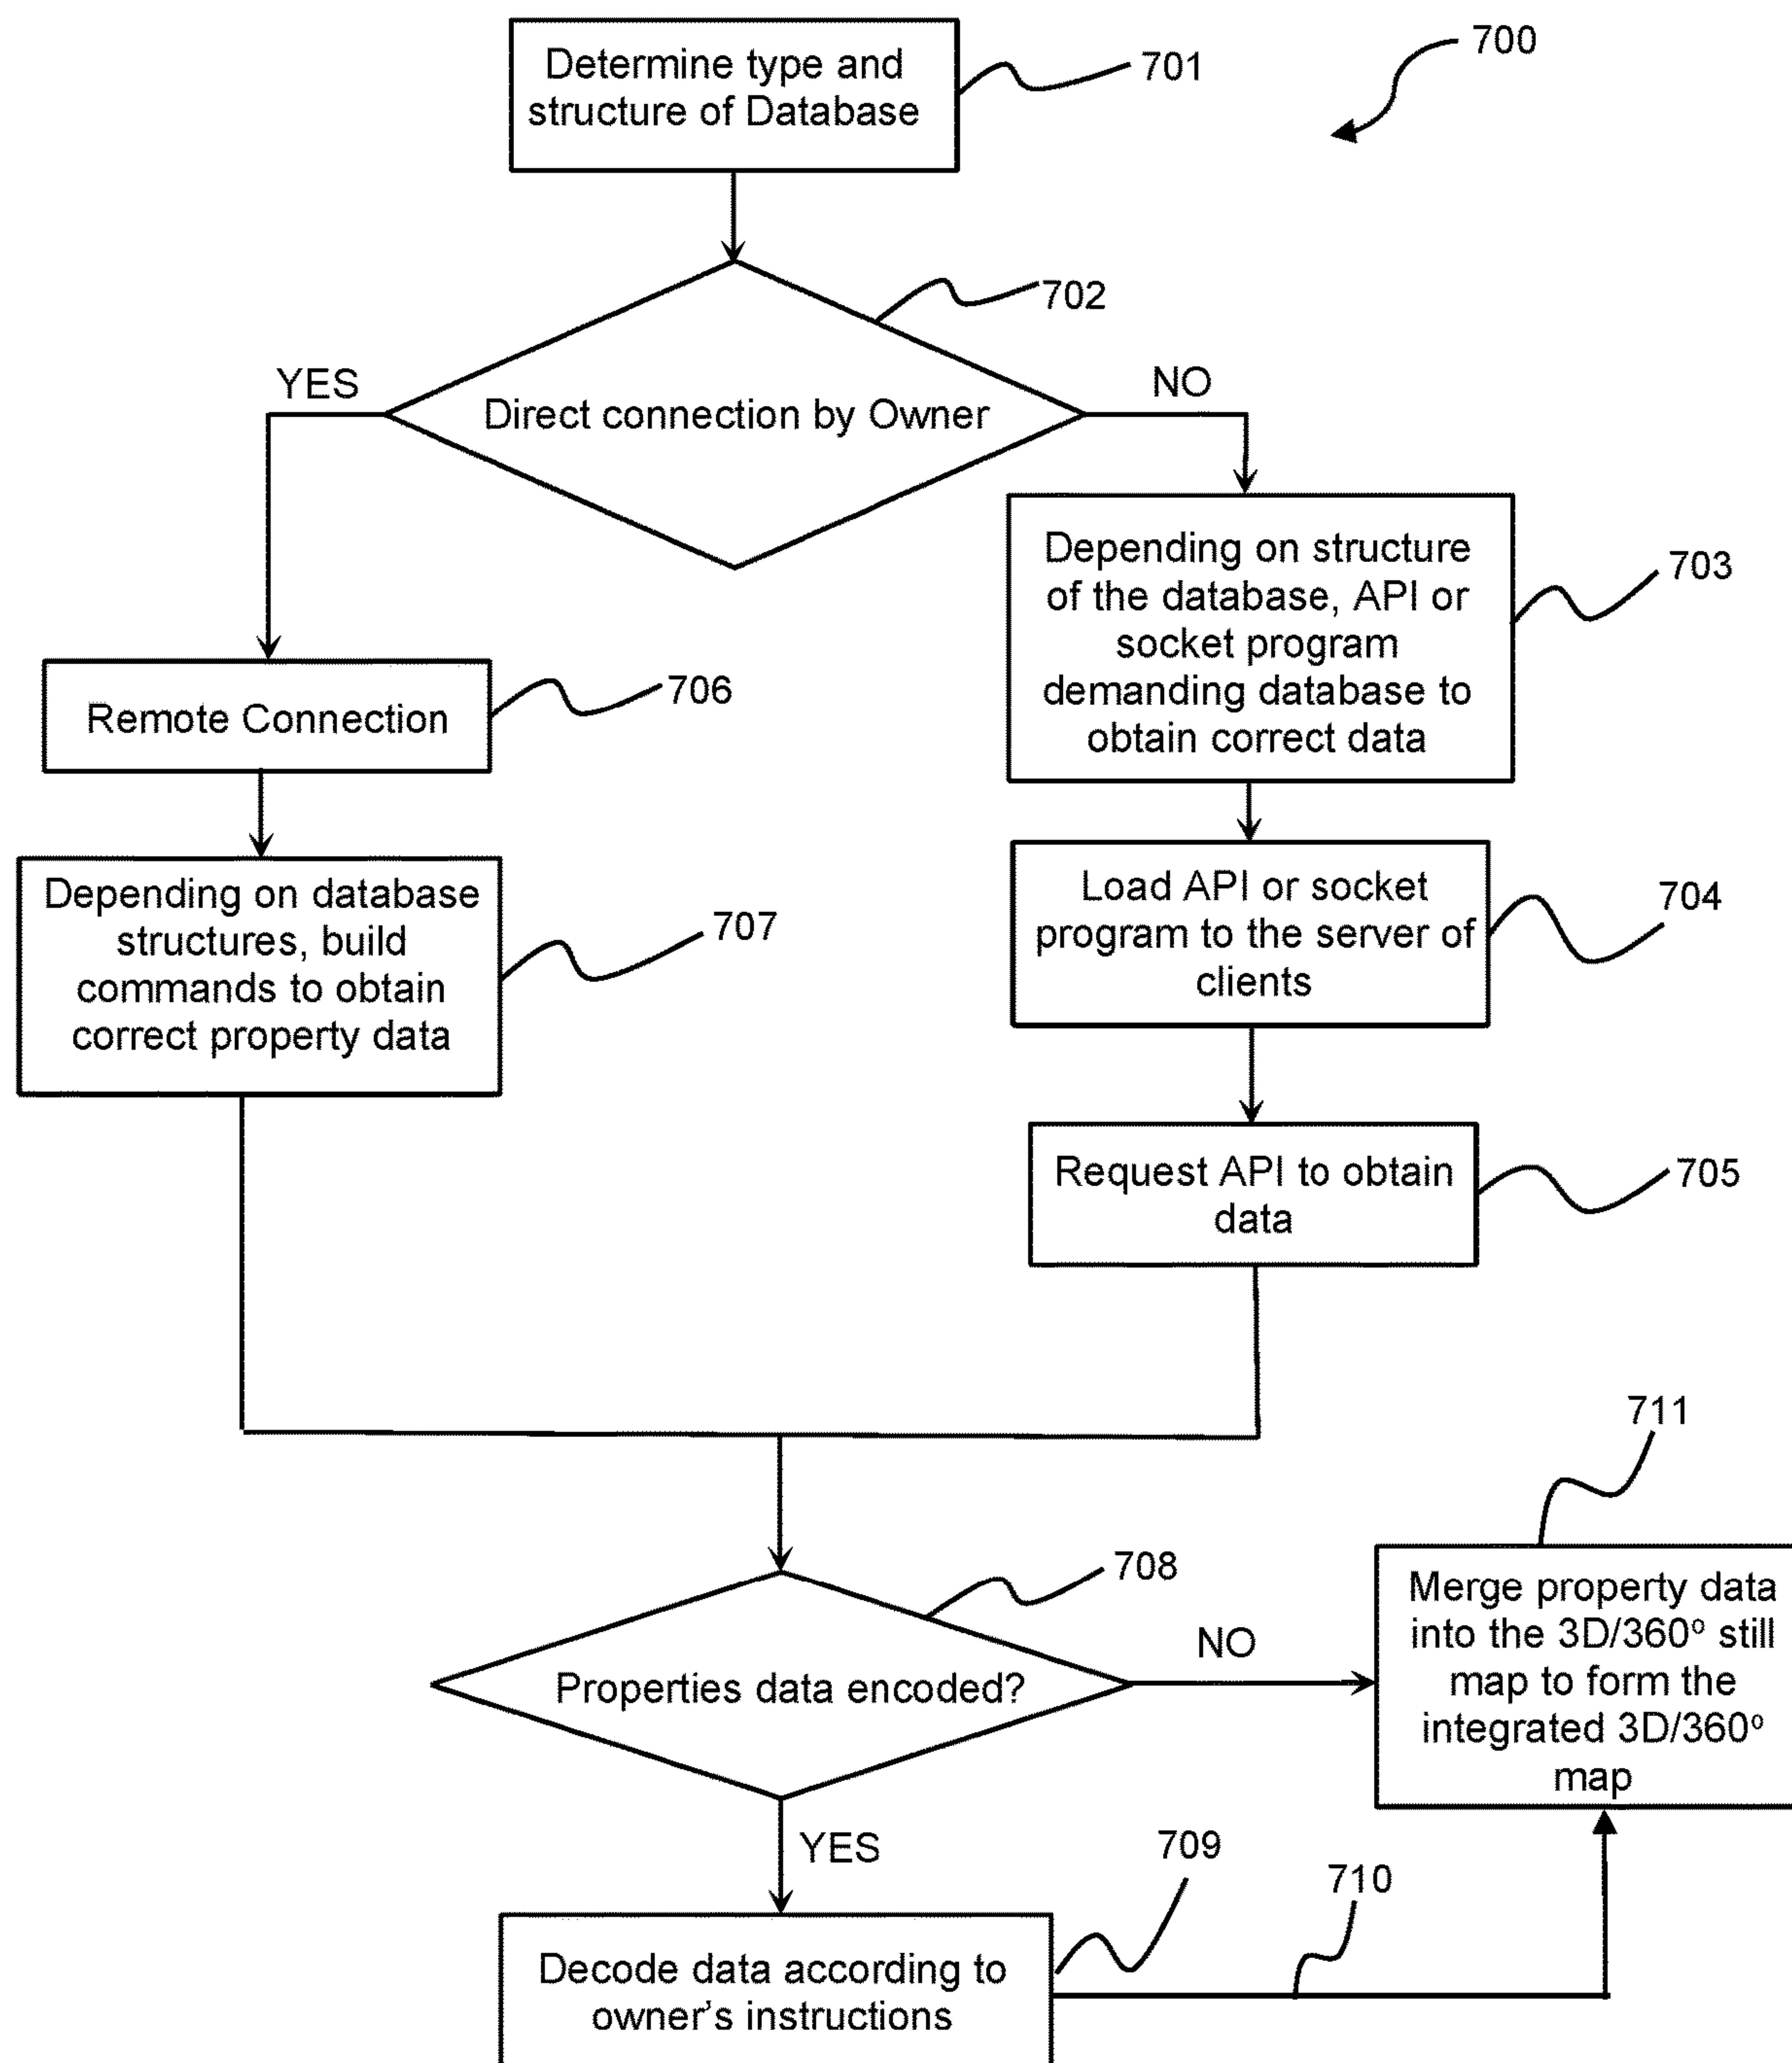 700
Determine type and
structure of Database
701
702
YES
NO
Direct connection by Owner
Depending on structure
of the database, API or
socket program
demanding database to
obtain correct data
703
Remote Connection
706
Load API or socket
program to the server of
clients
704
Depending on database
structures, build
commands to obtain
correct property data
707
Request API to obtain
data
705
711
708
Merge property data
into the 3D/360° still
map to form the
integrated 3D/360°
map
NO
Properties data encoded?
YES
709
710
Decode data according to
owner's instructions